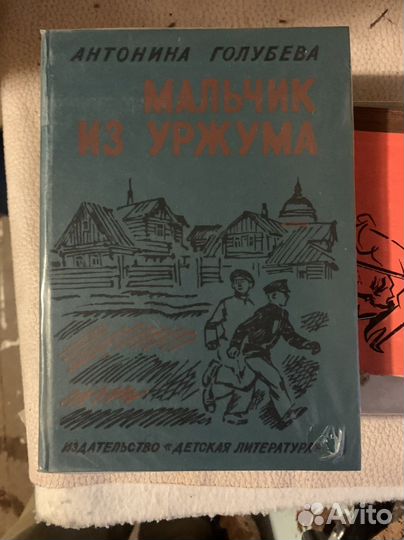 АНТОНИНА ГОЛУБЕВА
МАЛЬЧИК
ИЗ УРЖУМА
ИЗДАТЕЛЬСТВО «ДЕТСКАЯ ЛИТЕРАТУРА»
Avito